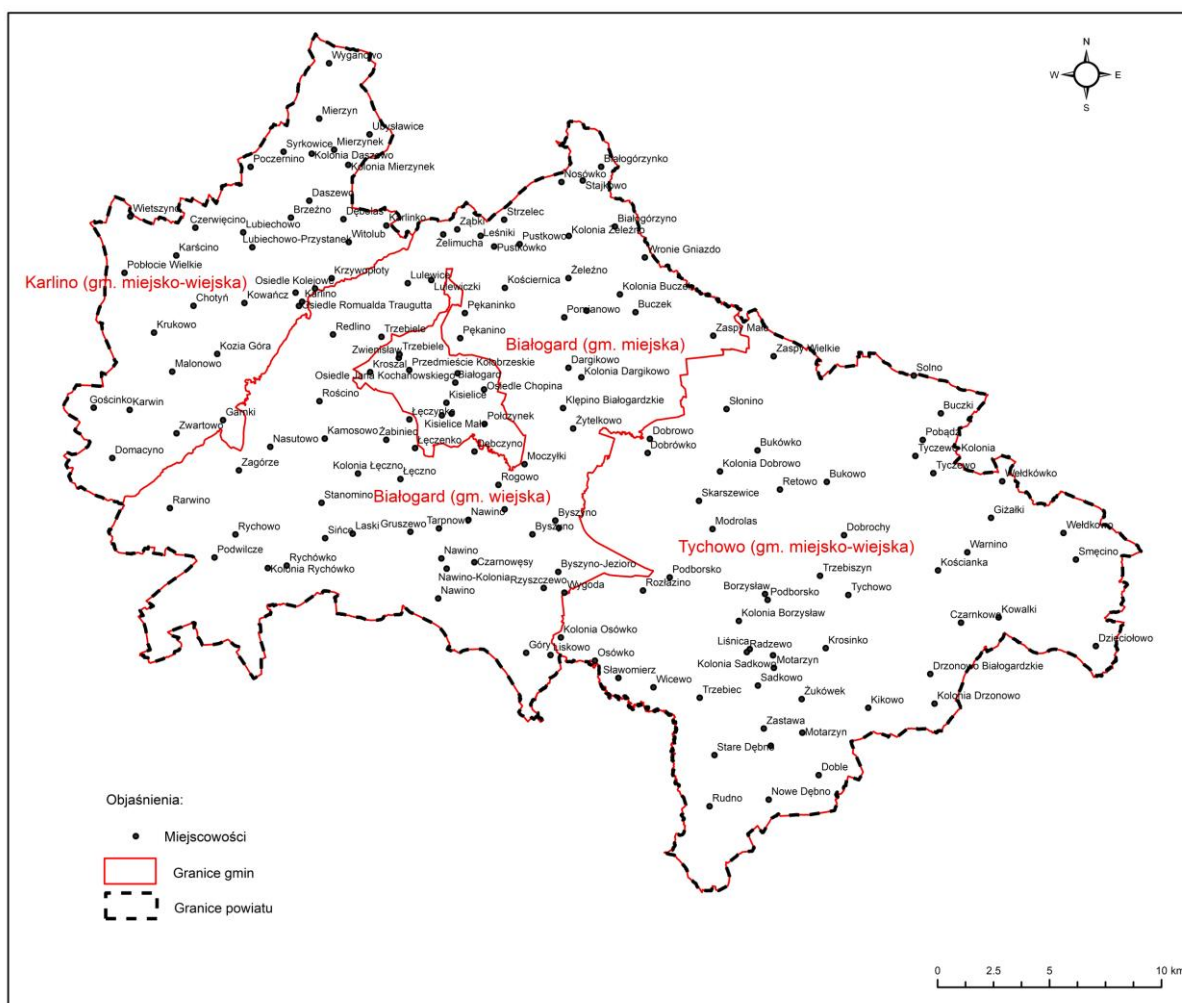 N
W
E
S
Wyganowo
Mierzyn
Ubysławice
Syrkowice
Mierzynek
Kolonia Daszewo
Poczernino
Kolonia Mierzynek
Białogórzynko
Nosówko
Stajkowo
Daszewo
Wietszyno
Brzeźno
Dębolas
Karlinko
Strzelec
Białogórzyno
Czerwięcino
Lubiechowo
Ząbki
Lubiechowo-Przystanek
Witolub
Żelimucha
Leśniki
Pustkowo
Kolonia Żeleźno
Pustkówko
Karścino
Wronie Gniazdo
Pobłocie Wielkie
Karlino (gm. miejsko-wiejska)
Osiedle Kolejowe
Krzywopłoty
Lulewice
Lulewiczki
Kościernica
Żeleźno
Chotyń
Kowańcz
Karlino
Osiedle Romualda Traugutta
Kolonia Buczek
Pękaninko
Pomianowo
Buczek
Krukowo
Redlino
Trzebiele
Pękanino
Zaspy Małe
Białogard (gm. miejska)
Kozia Góra
Zwienisław
Trzebiele
Zaspy Wielkie
Malonowo
Kroszal
Przedmieście Kołobrzeskie
Dargikowo
Osiedle Jana Kochanowskiego
Białogard
Kolonia Dargikowo
Solno
Osiedle Chopina
Gościnko
Karwin
Rościno
Kisielice
Klępino Białogardzkie
Słonino
Buczki
Garnki
Łęczynka
Kisielice Małe
Połczynek
Zwartowo
Żytelkowo
Nasutowo
Kamosowo
Żabiniec
Dobrowo
Pobądz
Łęczenko
Dębczyno
Dobrówko
Bukówko
Tyczewo-Kolonia
Domacyno
Zagórze
Moczyłki
Kolonia Łęczno
Łęczno
Rogowo
Kolonia Dobrowo
Bukowo
Tyczewo
Wełdkówko
Retowo
Białogard (gm. wiejska)
Rarwino
Stanomino
Skarszewice
Nawino
Giżałki
Rychowo
Sińce
Laski
Gruszewo
Tarpnowo
Byszyno
Byszyno
Modrolas
Dobrochy
Wełdkowo
Tychowo (gm. miejsko-wiejska)
Podwilcze
Rychówko
Kolonia Rychówko
Nawino
Czarnowęsy
Byszyno-Jezioro
Warnino
Smęcino
Nawino-Kolonia
Rzyszczewo
Podborsko
Trzebiszyn
Kościanka
Nawino
Wygoda
Rozłazino
Borzysław
Podborsko
Tychowo
Kolonia Borzysław
Czarnkowo
Kowalki
Kolonia Osówko
Góry
Liskowo
Osówko
Liśnica
Radzewo
Krosinko
Dzięciołowo
Kolonia Sadkowo
Motarzyn
Sławomierz
Wicewo
Sadkowo
Drzonowo Białogardzkie
Trzebiec
Żukówek
Kikowo
Kolonia Drzonowo
Zastawa
Motarzyn
Stare Dębno
Doble
Rudno
Nowe Dębno
Objaśnienia:
Miejscowości
Granice gmin
Granice powiatu
0 2.5 5 10 km